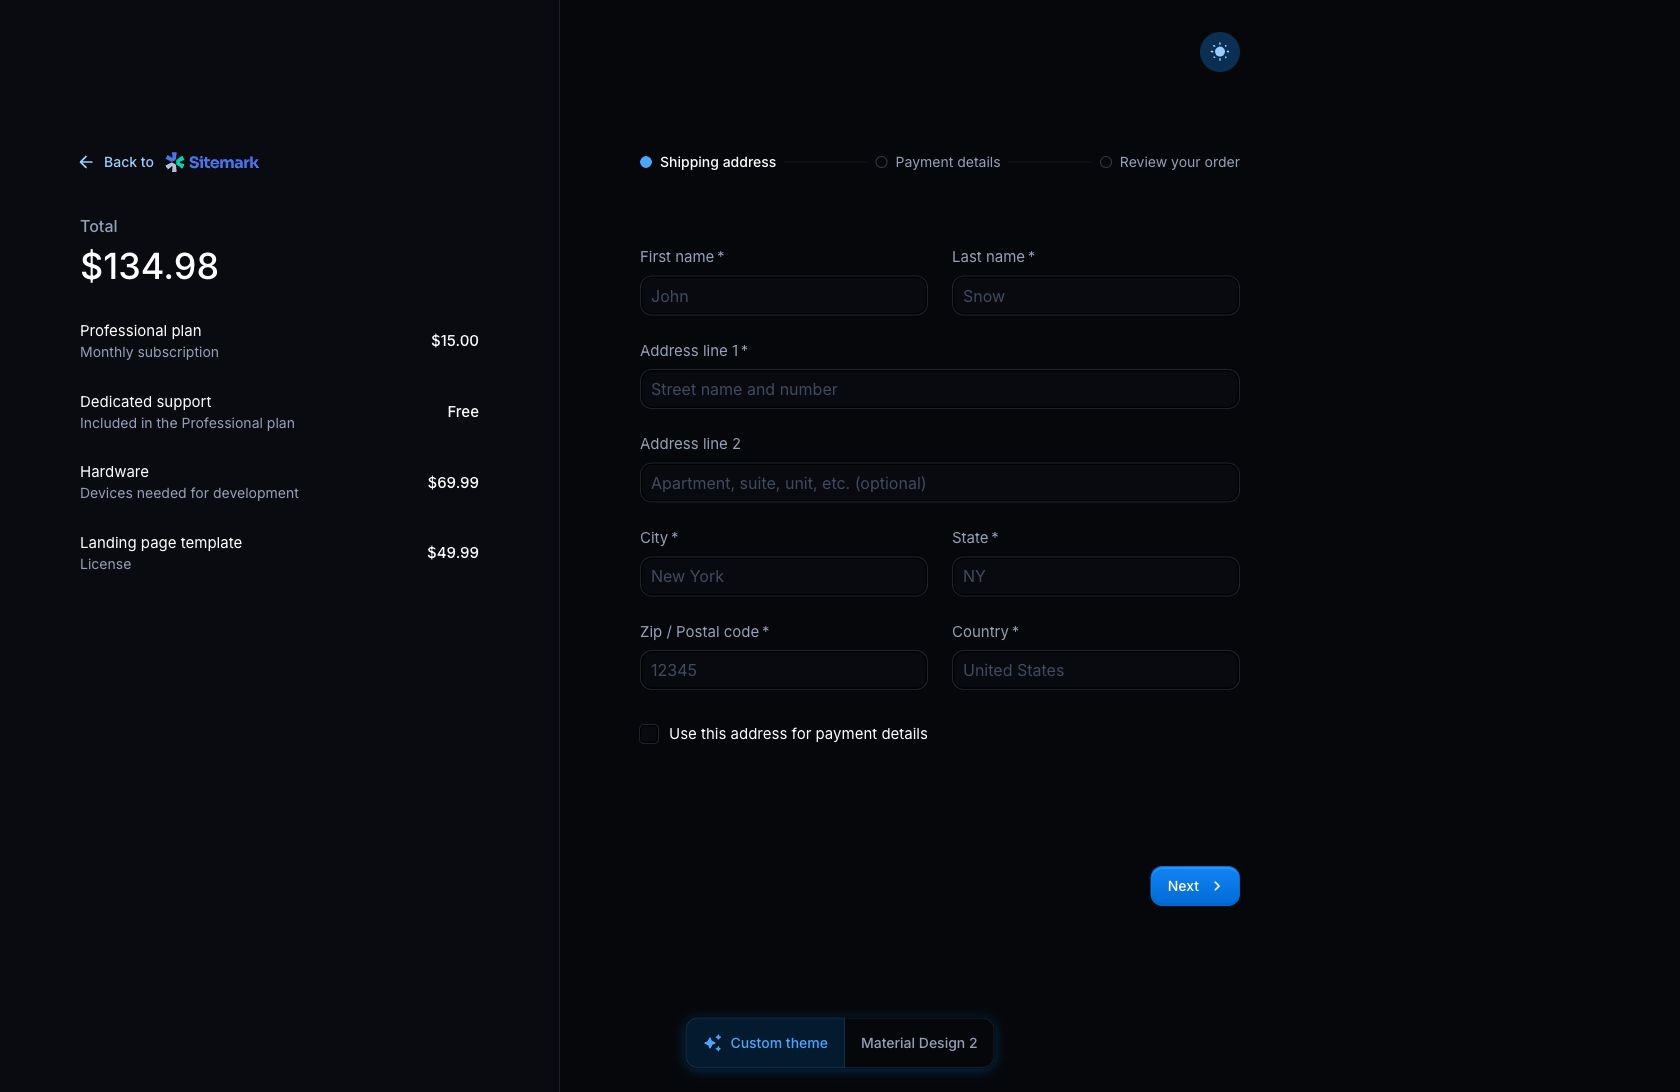 Back to Sitemark
Total
$134.98
Professional plan
Monthly subscription
$15.00
Dedicated support
Included in the Professional plan
Free
Hardware
Devices needed for development
$69.99
Landing page template
License
$49.99
Shipping address
Payment details
Review your order
First name *
John
Last name *
Snow
Address line 1 *
Street name and number
Address line 2
Apartment, suite, unit, etc. (optional)
City *
New York
State *
NY
Zip / Postal code *
12345
Country *
United States
Use this address for payment details
Next
Custom theme
Material Design 2